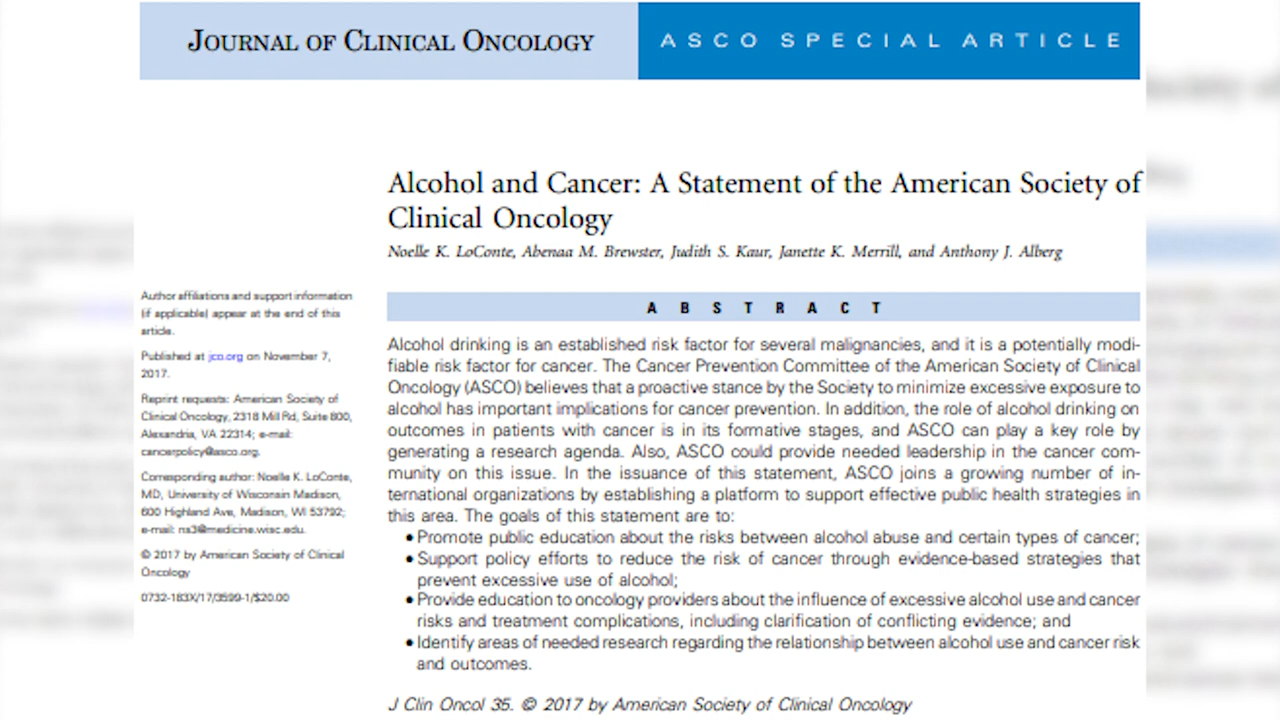 JOURNAL OF CLINICAL ONCOLOGY
ASCO SPECIAL ARTICLE
Alcohol and Cancer: A Statement of the American Society of
Clinical Oncology
Noelle K. LoConte, Abenaa M. Brewster, Judith S. Kaur, Janette K. Merrill, and Anthony J. Alberg
Author affiliations and support information
(if applicable) appear at the end of this
article.
Published at jco.org on November 7,
2017.
Reprint requests: American Society of
Clinical Oncology, 2318 Mill Rd, Suite 800,
Alexandria, VA 22314; e-mail:
cancerpolicy@asco.org.
Corresponding author: Noelle K. LoConte,
MD, University of Wisconsin Madison,
600 Highland Ave, Madison, WI 53792;
e-mail: ns3@medicine.wisc.edu.
© 2017 by American Society of Clinical
Oncology
0732-183X/17/3599-1/$20.00
ABSTRACT
Alcohol drinking is an established risk factor for several malignancies, and it is a potentially modi-
fiable risk factor for cancer. The Cancer Prevention Committee of the American Society of Clinical
Oncology (ASCO) believes that a proactive stance by the Society to minimize excessive exposure to
alcohol has important implications for cancer prevention. In addition, the role of alcohol drinking on
outcomes in patients with cancer is in its formative stages, and ASCO can play a key role by
generating a research agenda. Also, ASCO could provide needed leadership in the cancer com-
munity on this issue. In the issuance of this statement, ASCO joins a growing number of in-
ternational organizations by establishing a platform to support effective public health strategies in
this area. The goals of this statement are to:
• Promote public education about the risks between alcohol abuse and certain types of cancer;
• Support policy efforts to reduce the risk of cancer through evidence-based strategies that
prevent excessive use of alcohol;
• Provide education to oncology providers about the influence of excessive alcohol use and cancer
risks and treatment complications, including clarification of conflicting evidence; and
• Identify areas of needed research regarding the relationship between alcohol use and cancer risk
and outcomes.
J Clin Oncol 35. © 2017 by American Society of Clinical Oncology